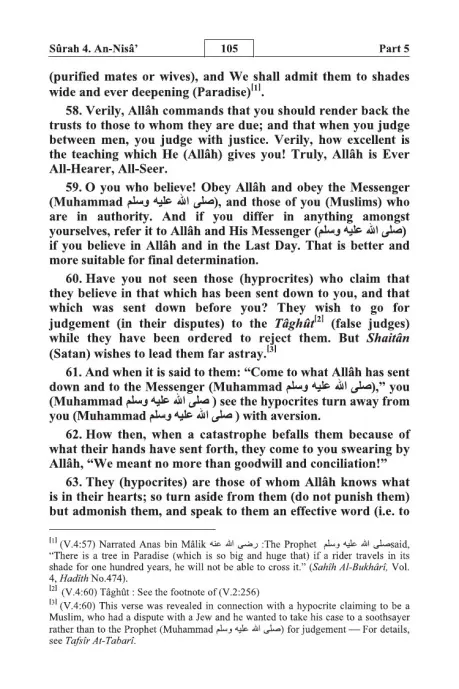 Sûrah 4. An-Nisâ’ 105 Part 5
(purified mates or wives), and We shall admit them to shades
wide and ever deepening (Paradise)[1].
58. Verily, Allâh commands that you should render back the
trusts to those to whom they are due; and that when you judge
between men, you judge with justice. Verily, how excellent is
the teaching which He (Allâh) gives you! Truly, Allâh is Ever
All-Hearer, All-Seer.
59. O you who believe! Obey Allâh and obey the Messenger
(Muhammad صلى الله عليه وسلم), and those of you (Muslims) who
are in authority. And if you differ in anything amongst
yourselves, refer it to Allâh and His Messenger (صلى الله عليه وسلم)
if you believe in Allâh and in the Last Day. That is better and
more suitable for final determination.
60. Have you not seen those (hyprocrites) who claim that
they believe in that which has been sent down to you, and that
which was sent down before you? They wish to go for
judgement (in their disputes) to the Tâghût[2] (false judges)
while they have been ordered to reject them. But Shaitân
(Satan) wishes to lead them far astray.[3]
61. And when it is said to them: “Come to what Allâh has sent
down and to the Messenger (Muhammad صلى الله عليه وسلم),” you
(Muhammad صلى الله عليه وسلم ) see the hypocrites turn away from
you (Muhammad صلى الله عليه وسلم ) with aversion.
62. How then, when a catastrophe befalls them because of
what their hands have sent forth, they come to you swearing by
Allâh, “We meant no more than goodwill and conciliation!”
63. They (hypocrites) are those of whom Allâh knows what
is in their hearts; so turn aside from them (do not punish them)
but admonish them, and speak to them an effective word (i.e. to
[1] (V.4:57) Narrated Anas bin Mâlik رضى الله عنه :The Prophet صلى الله عليه وسلمsaid,
“There is a tree in Paradise (which is so big and huge that) if a rider travels in its
shade for one hundred years, he will not be able to cross it.” (Sahih Al-Bukhârî, Vol.
4, Hadîth No.474).
[2] (V.4:60) Tâghût : See the footnote of (V.2:256)
[3] (V.4:60) This verse was revealed in connection with a hypocrite claiming to be a
Muslim, who had a dispute with a Jew and he wanted to take his case to a soothsayer
rather than to the Prophet (Muhammad صلى الله عليه وسلم) for judgement — For details,
see Tafsîr At-Tabarî.